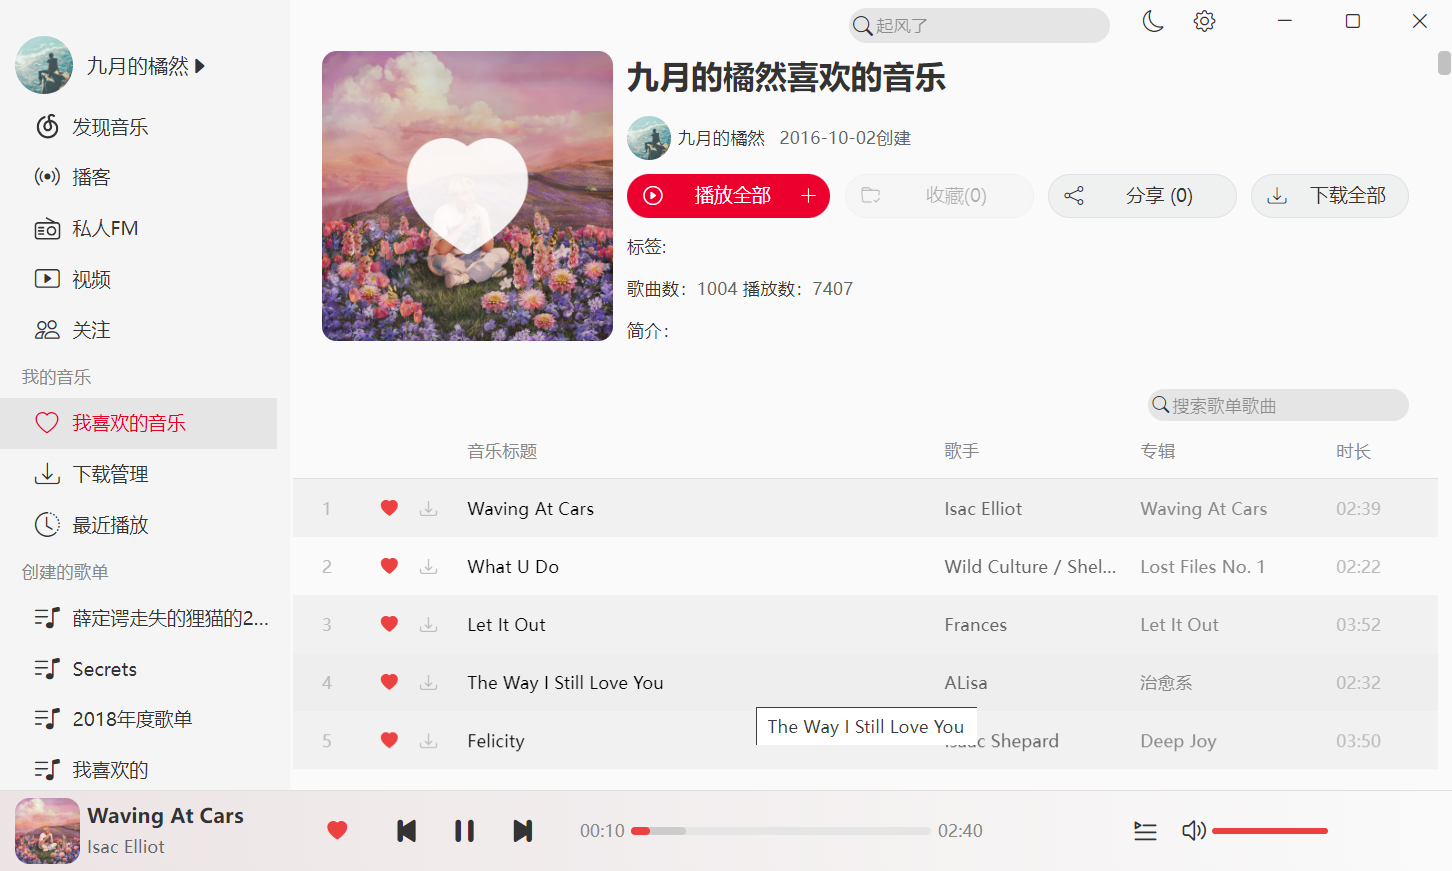 起风了
九月的橘然
发现音乐
播客
私人FM
视频
关注
我的音乐
我喜欢的音乐
下载管理
最近播放
创建的歌单
薛定谔走失的狸猫的2...
Secrets
2018年度歌单
我喜欢的
九月的橘然喜欢的音乐
九月的橘然 2016-10-02创建
播放全部 收藏(0) 分享 (0) 下载全部
标签:
歌曲数: 1004 播放数: 7407
简介:
搜索歌单歌曲
音乐标题 歌手 专辑 时长
1 Waving At Cars Isac Elliot Waving At Cars 02:39
2 What U Do Wild Culture / Shel... Lost Files No. 1 02:22
3 Let It Out Frances Let It Out 03:52
4 The Way I Still Love You ALisa 治愈系 02:32
The Way I Still Love You
5 Felicity Isaac Shepard Deep Joy 03:50
Waving At Cars
Isac Elliot
00:10 02:40